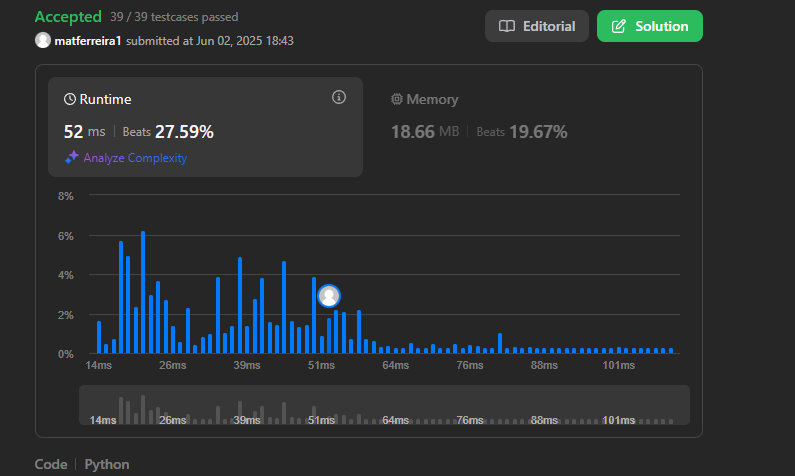 Accepted 39 / 39 testcases passed
matferreira1 submitted at Jun 02, 2025 18:43
Editorial
Solution
Runtime
52 ms | Beats 27.59%
Analyze Complexity
Memory
18.66 MB | Beats 19.67%
8%
6%
4%
2%
0%
14ms 26ms 39ms 51ms 64ms 76ms 88ms 101ms
14ms 26ms 39ms 51ms 64ms 76ms 88ms 101ms
Code | Python